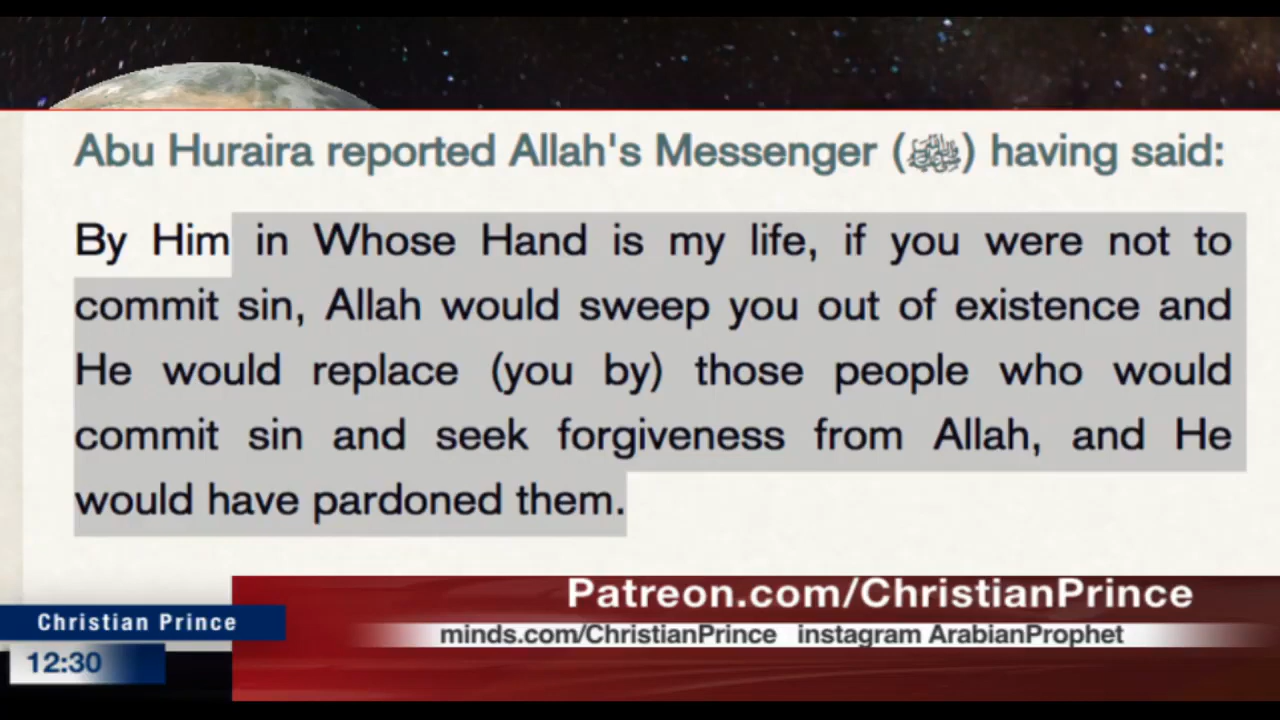 Abu Huraira reported Allah's Messenger (ﷺ) having said:
By Him in Whose Hand is my life, if you were not to
commit sin, Allah would sweep you out of existence and
He would replace (you by) those people who would
commit sin and seek forgiveness from Allah, and He
would have pardoned them.
Patreon.com/ChristianPrince
Christian Prince
minds.com/ChristianPrince instagram ArabianProphet
12:30